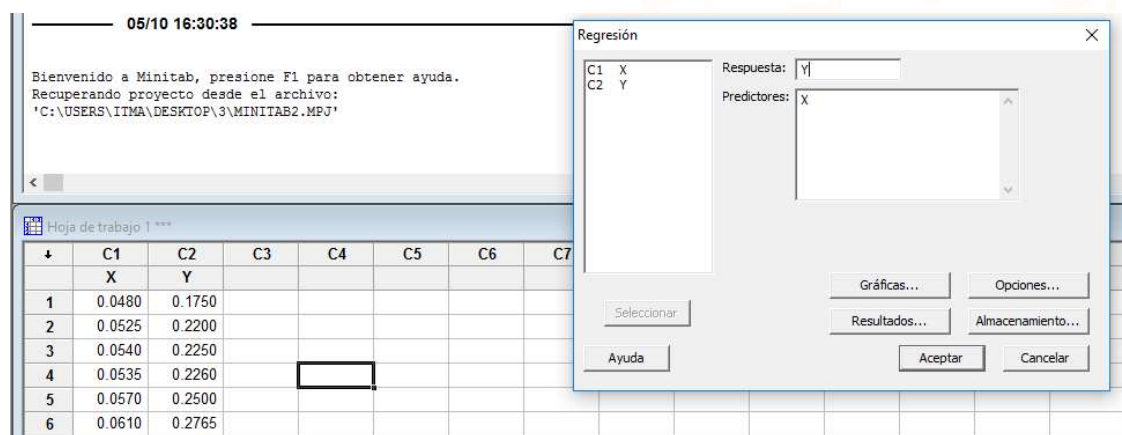 05/10 16:30:38
Bienvenido a Minitab, presione F1 para obtener ayuda.
Recuperando proyecto desde el archivo:
'C:\USERS\ITMA\DESKTOP\3\MINITAB2.MPJ'
Regresión
C1 X
C2 Y
Respuesta: Y
Predictores: X
Gráficas... Opciones...
Seleccionar
Resultados... Almacenamiento...
Ayuda Aceptar Cancelar
Hoja de trabajo 1 ***
C1 C2 C3 C4 C5 C6 C7
X Y
1 0.0480 0.1750
2 0.0525 0.2200
3 0.0540 0.2250
4 0.0535 0.2260
5 0.0570 0.2500
6 0.0610 0.2765